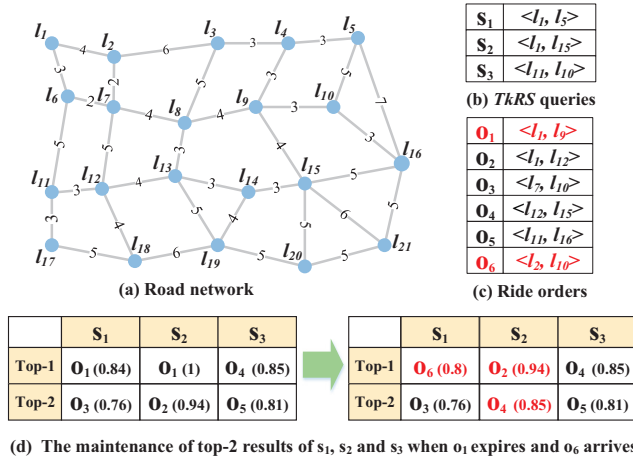 l1 4 l2 6 l3 3 l4 3 l5
3 2 5 3 5 7
l6 2 l7 4 l8 4 l9 3 l10 3 l16
5 5 3 4
l11 3 l12 4 l13 3 l14 3 l15 5
3 4 5 4 5 6 5
l17 5 l18 6 l19 5 l20 5 l21
(a) Road network
s1 <l1, l5>
s2 <l1, l15>
s3 <l11, l10>
(b) TkRS queries
o1 <l1, l9>
o2 <l1, l12>
o3 <l7, l10>
o4 <l12, l15>
o5 <l11, l16>
o6 <l2, l10>
(c) Ride orders
s1 s2 s3
Top-1 o1 (0.84) o1 (1) o4 (0.85)
Top-2 o3 (0.76) o2 (0.94) o5 (0.81)
s1 s2 s3
Top-1 o6 (0.8) o2 (0.94) o4 (0.85)
Top-2 o3 (0.76) o4 (0.85) o5 (0.81)
(d) The maintenance of top-2 results of s1, s2 and s3 when o1 expires and o6 arrives